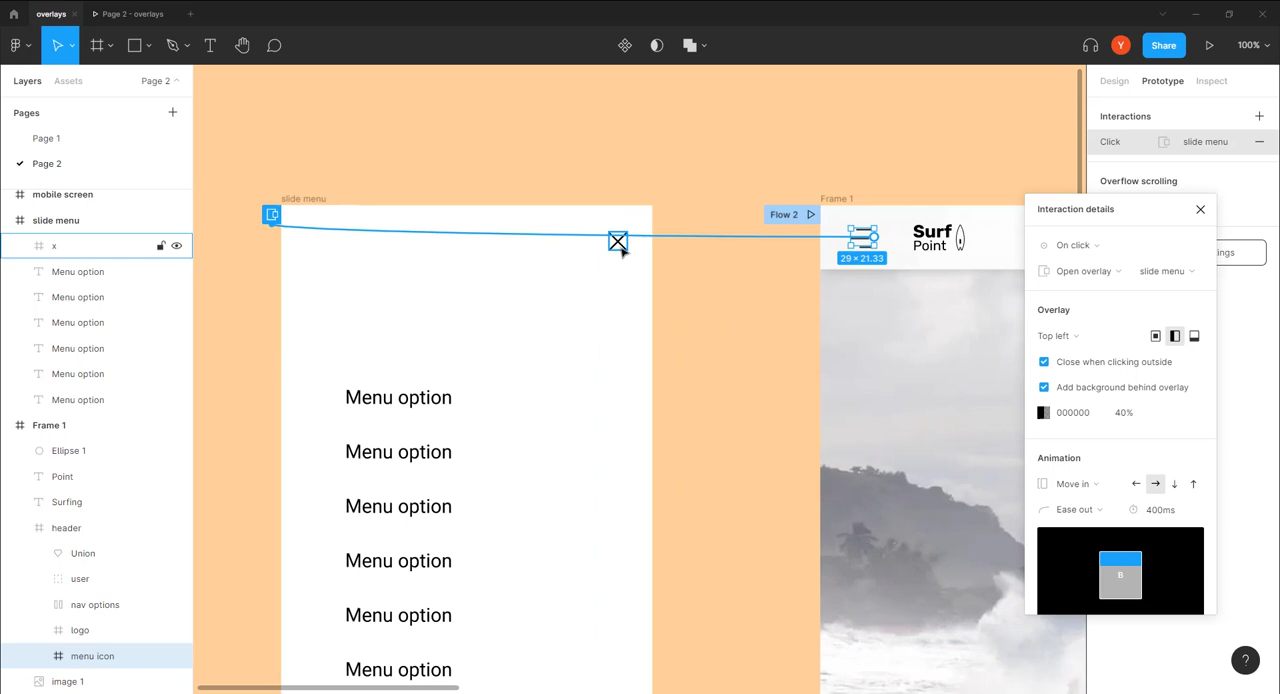 overlays
Page 2 - overlays
Share
Y
100%
Layers
Assets
Page 2
Pages
Page 1
Page 2
mobile screen
slide menu
x
Menu option
Menu option
Menu option
Menu option
Menu option
Menu option
Frame 1
Ellipse 1
Point
Surfing
header
Union
user
nav options
logo
menu icon
image 1
slide menu
Menu option
Menu option
Menu option
Menu option
Menu option
Menu option
Frame 1
Flow 2
29 × 21.33
Surf
Point
Design
Prototype
Inspect
Interactions
Click
slide menu
Overflow scrolling
ings
Interaction details
On click
Open overlay
slide menu
Overlay
Top left
Close when clicking outside
Add background behind overlay
000000
40%
Animation
Move in
Ease out
400ms
B
?